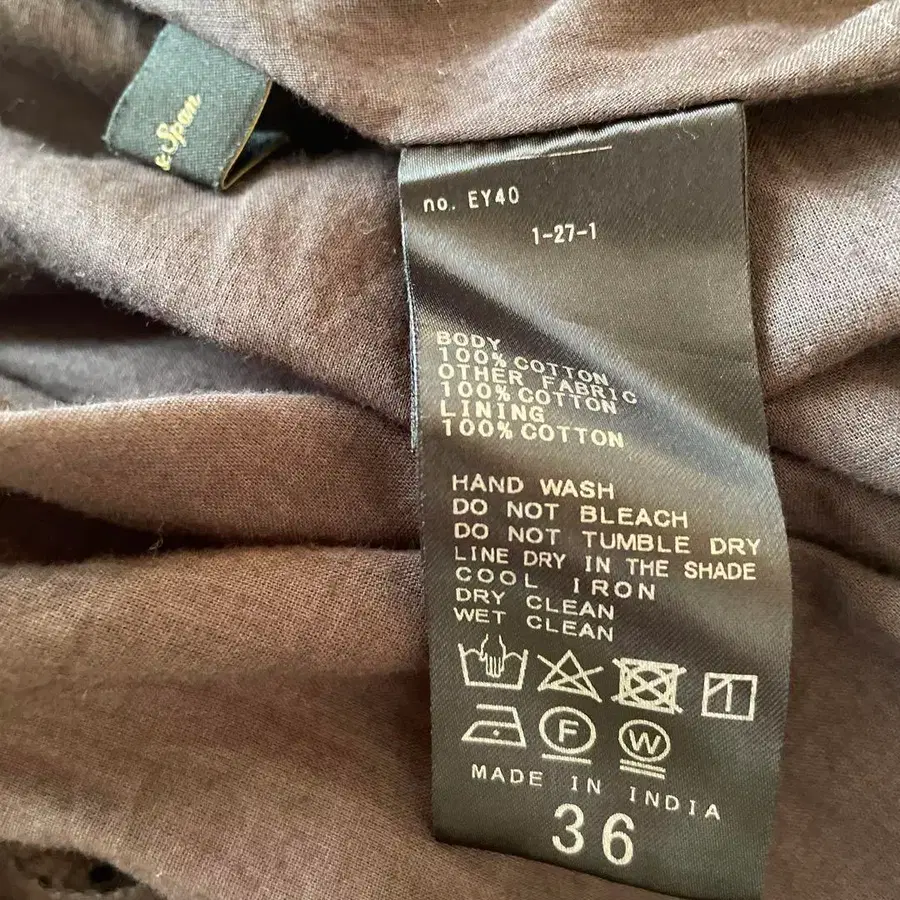 & Span
no. EY40
1-27-1
BODY
100% COTTON
OTHER FABRIC
100% COTTON
LINING
100% COTTON
HAND WASH
DO NOT BLEACH
DO NOT TUMBLE DRY
LINE DRY IN THE SHADE
COOL IRON
DRY CLEAN
WET CLEAN
F W
MADE IN INDIA
36